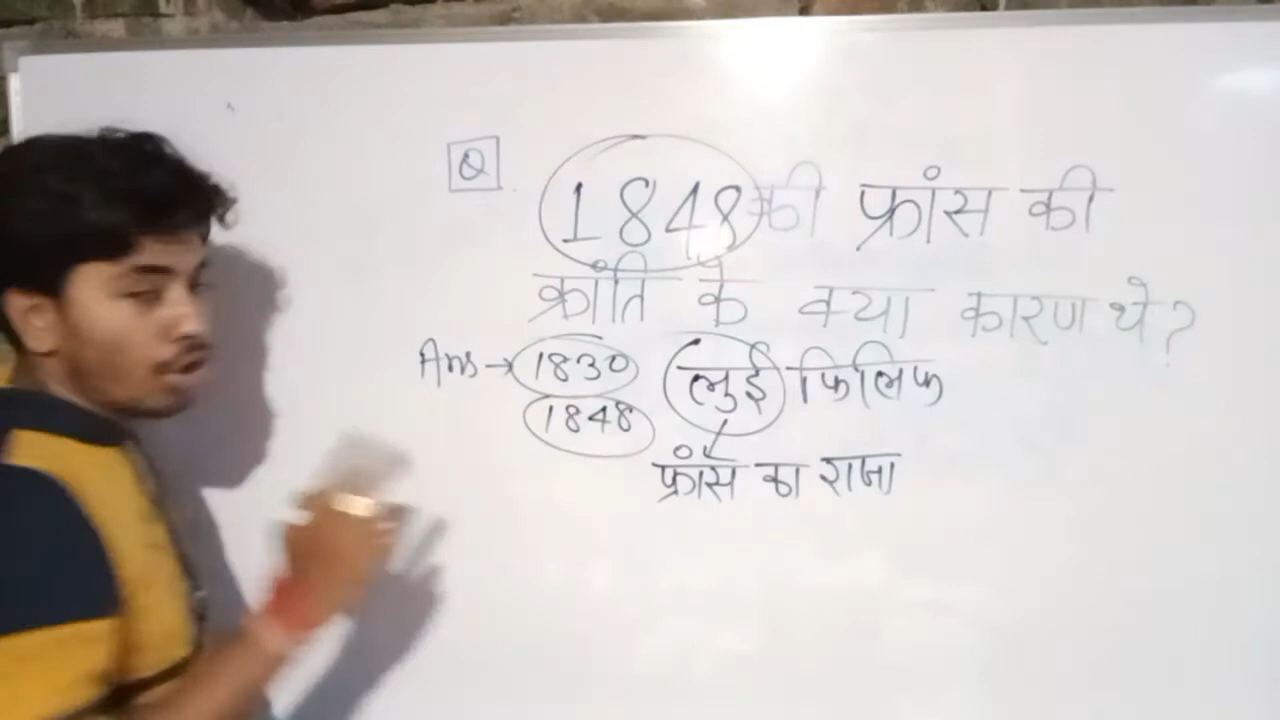 Q
1848 की फ्रांस की
क्रांति के क्या कारण थे?
Ans → 1830 लुई फिलिफ
1848
फ्रांस का राजा